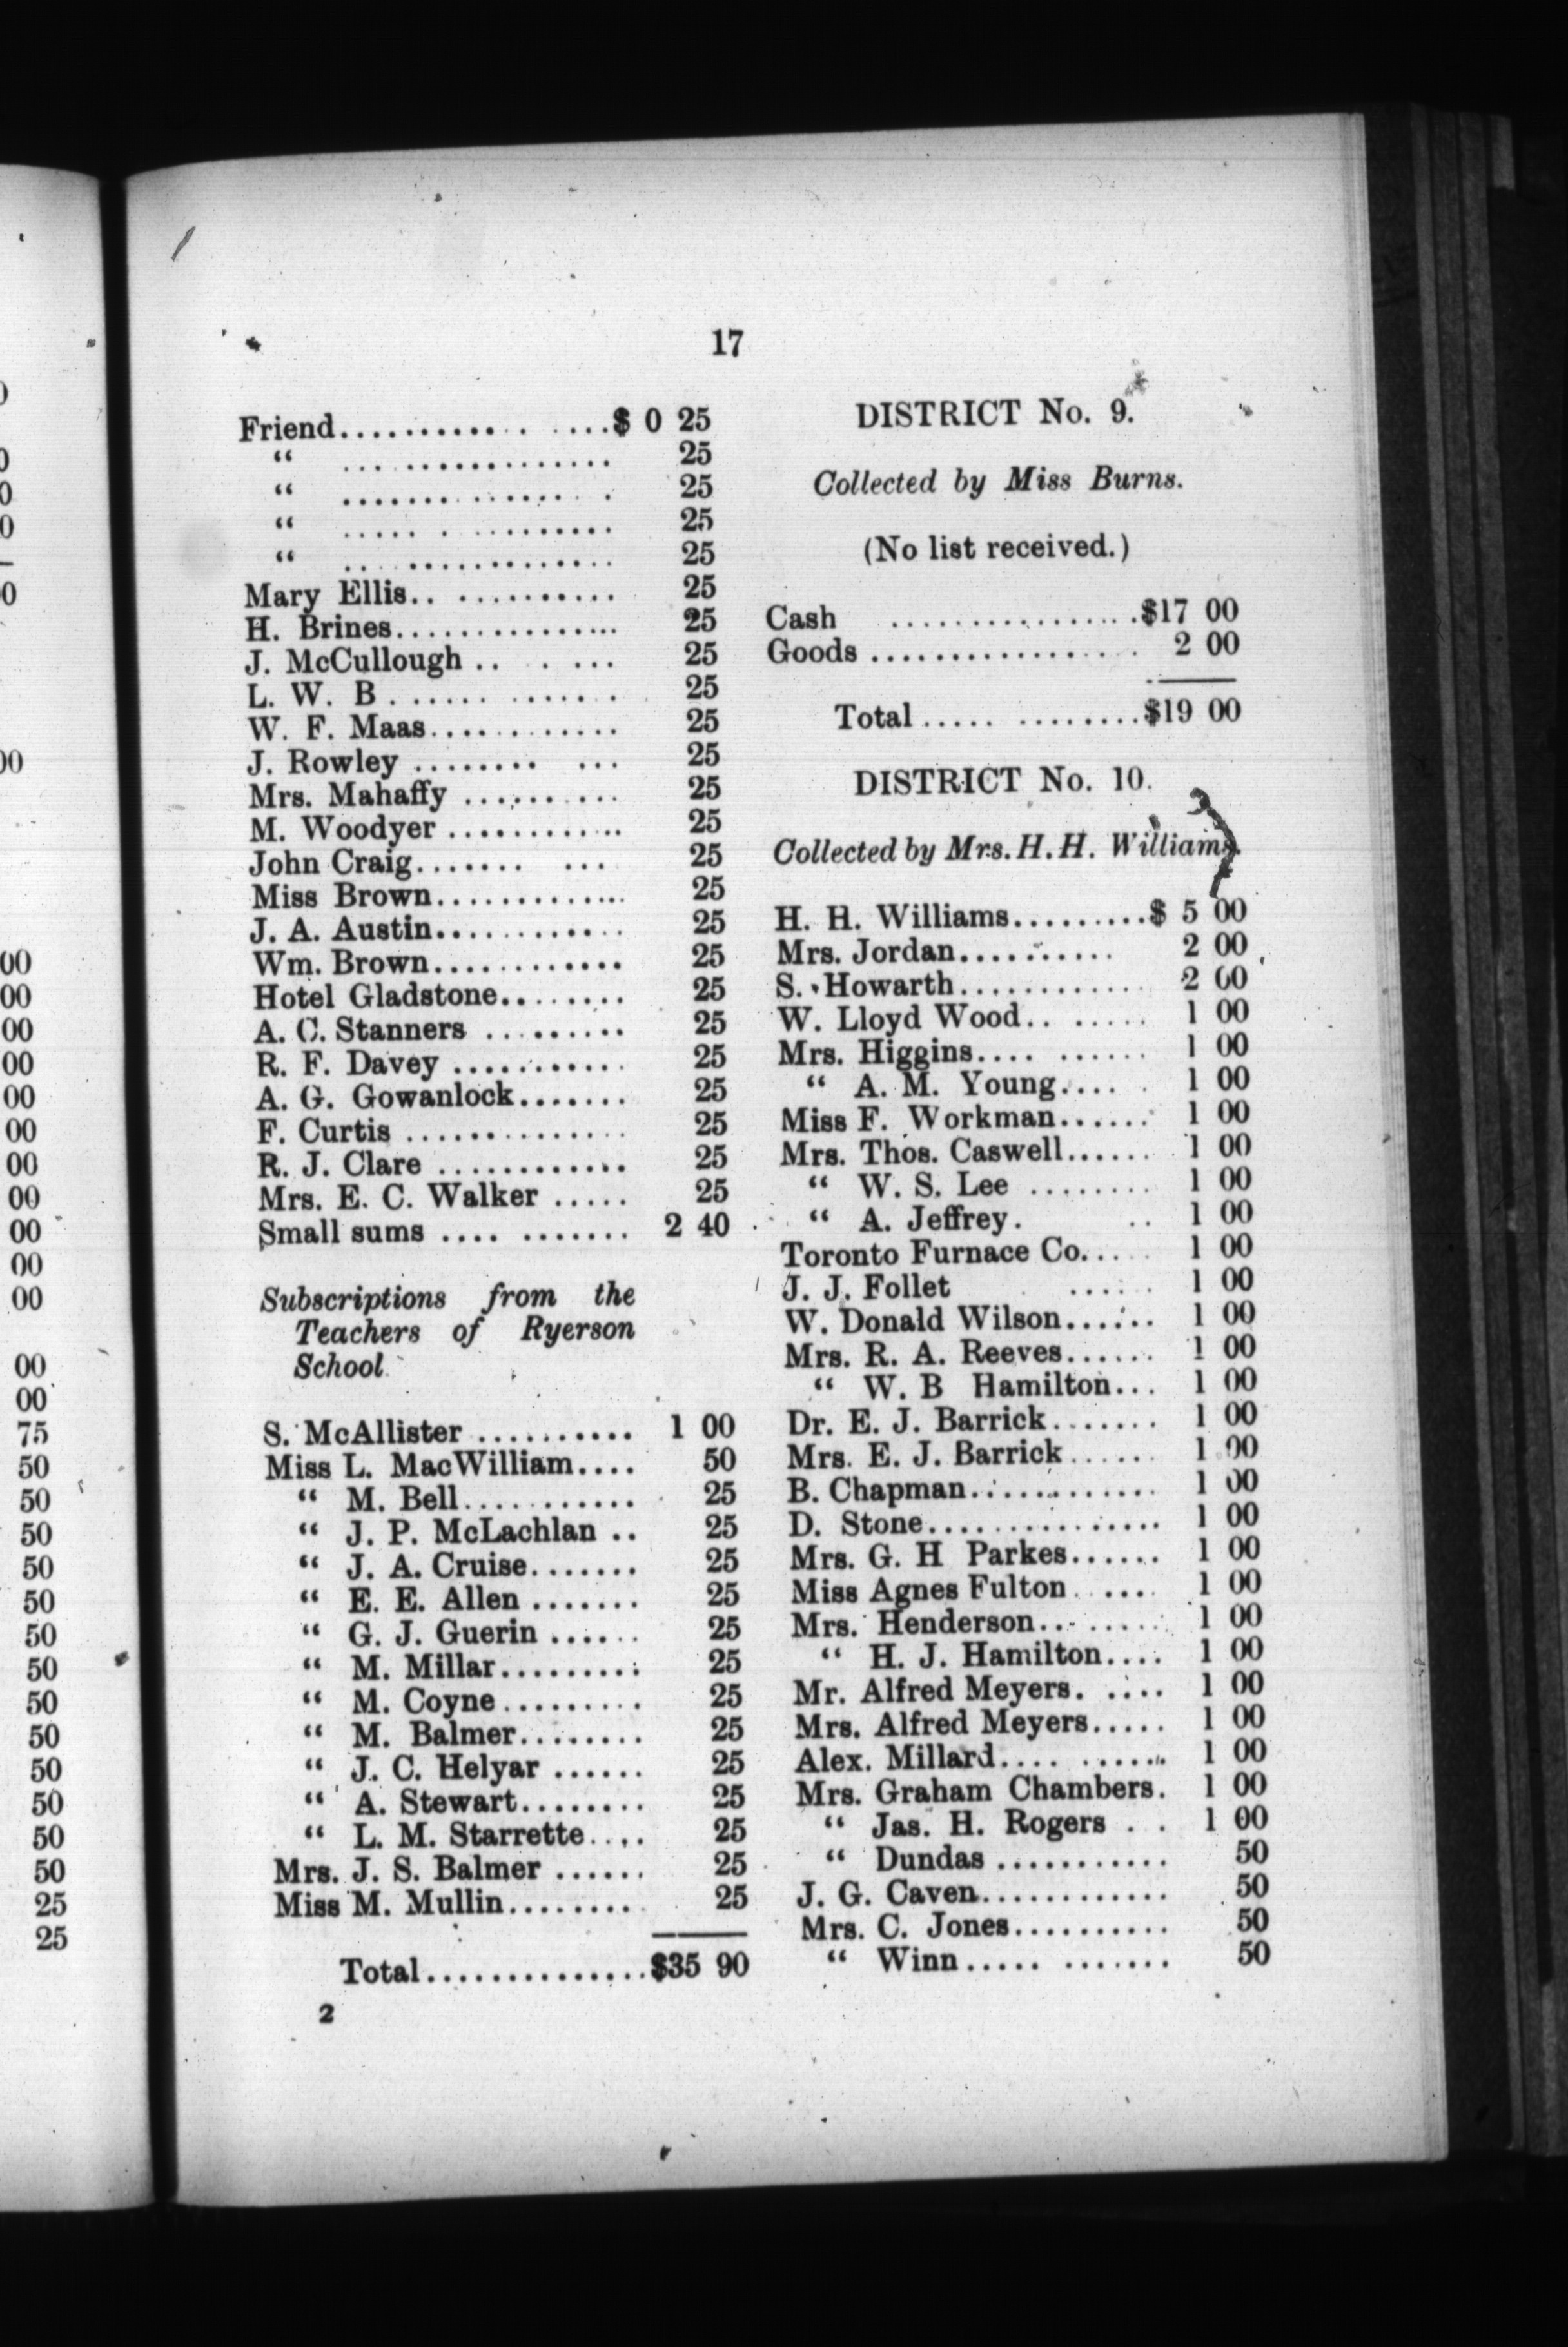 17
Friend.......... . ....$ 0 25
“ ................ 25
“ ................ 25
“ ................ 25
“ ................ 25
Mary Ellis.. .......... 25
H. Brines............... 25
J. McCullough .. . ... 25
L. W. B ...... ....... 25
W. F. Maas............ 25
J. Rowley ........ ... 25
Mrs. Mahaffy .......... 25
M. Woodyer ............ 25
John Craig....... ... 25
Miss Brown............. 25
J. A. Austin............ 25
Wm. Brown............ 25
Hotel Gladstone........ 25
A. C. Stanners ......... 25
R. F. Davey ........... 25
A. G. Gowanlock....... 25
F. Curtis .............. 25
R. J. Clare ............ 25
Mrs. E. C. Walker ..... 25
Small sums .... ....... 2 40
Subscriptions from the
Teachers of Ryerson
School.
S. McAllister .......... 1 00
Miss L. MacWilliam.... 50
“ M. Bell........... 25
“ J. P. McLachlan .. 25
“ J. A. Cruise....... 25
“ E. E. Allen ....... 25
“ G. J. Guerin ...... 25
“ M. Millar......... 25
“ M. Coyne......... 25
“ M. Balmer........ 25
“ J. C. Helyar ...... 25
“ A. Stewart........ 25
“ L. M. Starrette.... 25
Mrs. J. S. Balmer ...... 25
Miss M. Mullin......... 25
Total..............$35 90
2
DISTRICT No. 9.
Collected by Miss Burns.
(No list received.)
Cash ................$17 00
Goods ................. 2 00
Total ..... ........$19 00
DISTRICT No. 10.
Collected by Mrs. H. H. Williams.
H. H. Williams.........$ 5 00
Mrs. Jordan.......... 2 00
S. Howarth............ 2 00
W. Lloyd Wood.. ..... 1 00
Mrs. Higgins.... ...... 1 00
“ A. M. Young.... . 1 00
Miss F. Workman...... 1 00
Mrs. Thos. Caswell...... 1 00
“ W. S. Lee ........ 1 00
“ A. Jeffrey. .. 1 00
Toronto Furnace Co..... 1 00
J. J. Follet ..... 1 00
W. Donald Wilson...... 1 00
Mrs. R. A. Reeves...... 1 00
“ W. B Hamilton... 1 00
Dr. E. J. Barrick....... 1 00
Mrs. E. J. Barrick...... 1 00
B. Chapman............ 1 00
D. Stone................ 1 00
Mrs. G. H Parkes...... 1 00
Miss Agnes Fulton ..... 1 00
Mrs. Henderson... ..... 1 00
“ H. J. Hamilton.... 1 00
Mr. Alfred Meyers. .... 1 00
Mrs. Alfred Meyers..... 1 00
Alex. Millard.... ...... 1 00
Mrs. Graham Chambers. 1 00
“ Jas. H. Rogers . . 1 00
“ Dundas ........... 50
J. G. Caven............ 50
Mrs. C. Jones.......... 50
“ Winn..... ....... 50